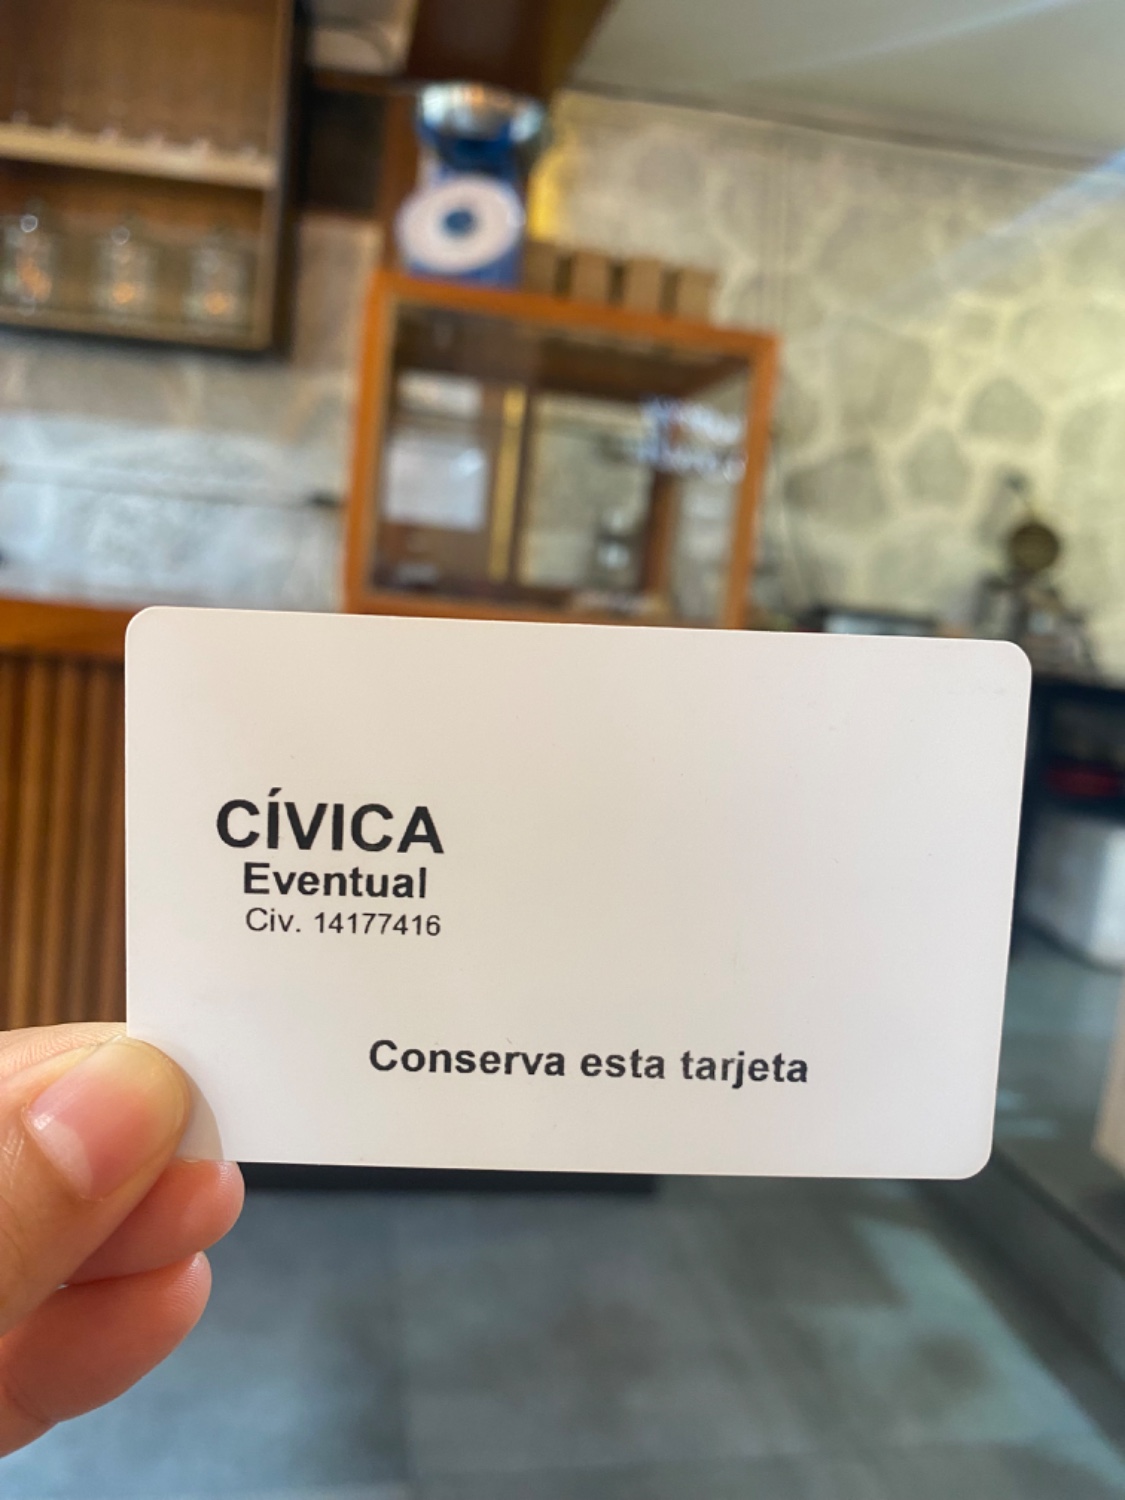 CÍVICA
Eventual
Civ. 14177416
Conserva esta tarjeta